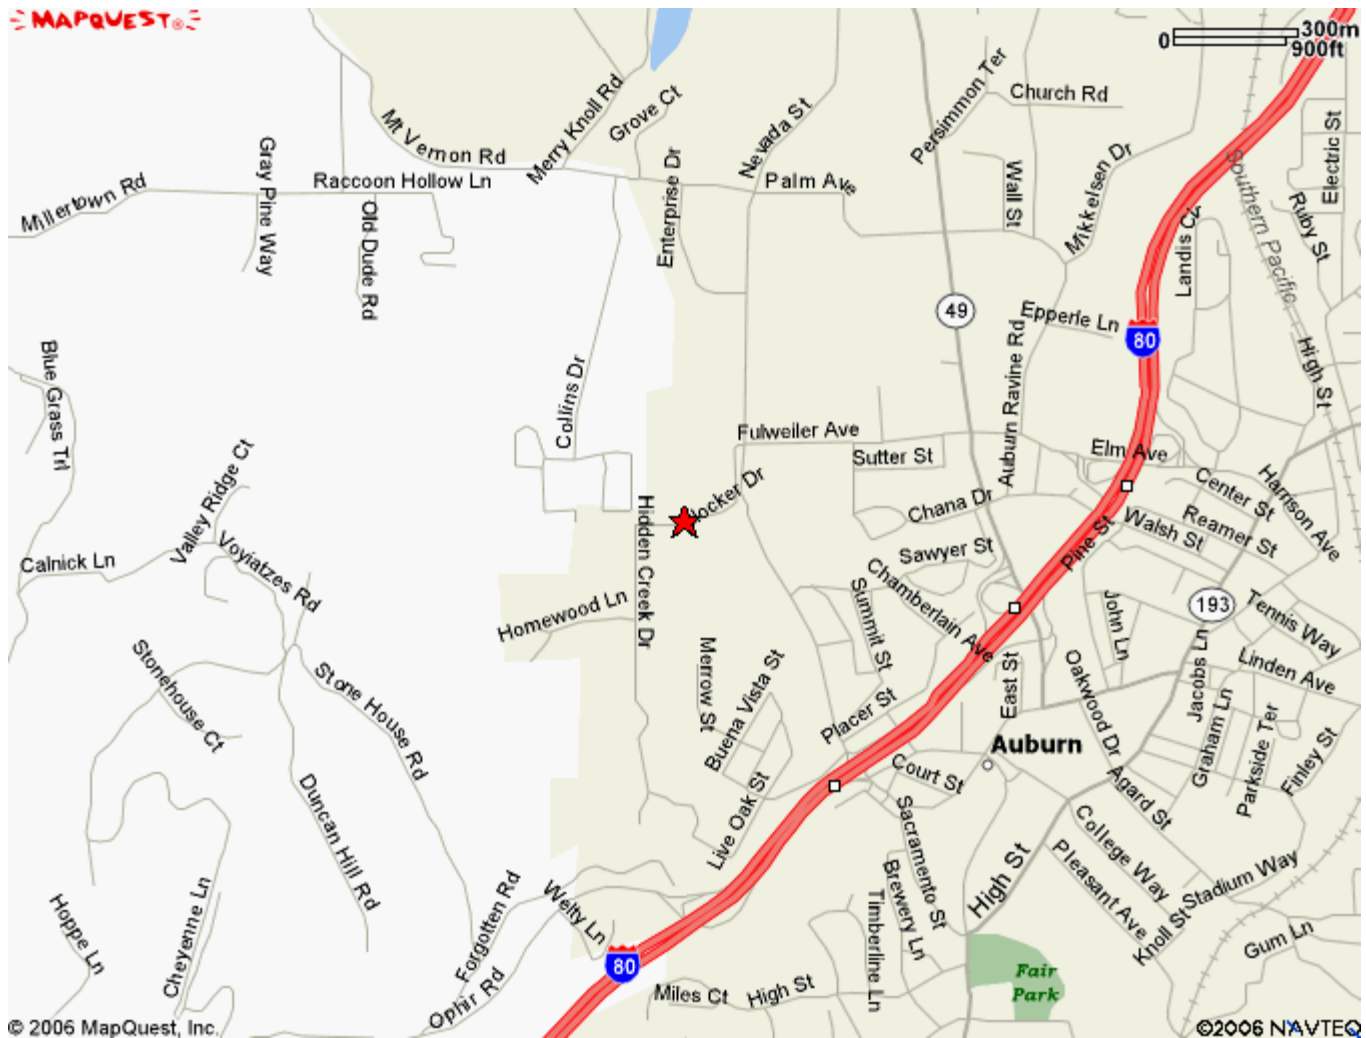 MAPQUEST
300m
0
900ft
Persimmon Ter
Church Rd
Merry Knoll Rd
Grove Ct
Nevada St
Mt Vernon Rd
Electric St
Gray Pine Way
Raccoon Hollow Ln
Palm Ave
Wall St
Mikkelsen Dr
Southern Pacific
Millertown Rd
Old Dude Rd
Enterprise Dr
Landis Cir
Ruby St
49
Epperle Ln
80
Blue Grass Trl
Collins Dr
Auburn Ravine Rd
High St
Fulweiler Ave
Sutter St
Elm Ave
Valley Ridge Ct
Hidden Creek Dr
ocker Dr
Chana Dr
Center St
Harrison Ave
Reamer St
Walsh St
Pine St
Calnick Ln
Voyiatzes Rd
Sawyer St
Chamberlain Ave
Homewood Ln
Summit St
John Ln
193
Tennis Way
Stonehouse Ct
Stone House Rd
Merrow St
Buena Vista St
East St
Oakwood Dr
Jacobs Ln
Linden Ave
Placer St
Graham Ln
Parkside Ter
Finley St
Auburn
Court St
Agard St
Duncan Hill Rd
Live Oak St
Sacramento St
College Way
Pleasant Ave
High St
Stadium Way
Hoppe Ln
Cheyenne Ln
Forgotten Rd
Welty Ln
Brewery Ln
Timberline Ln
Knoll St
Gum Ln
80
Fair
Park
Ophir Rd
Miles Ct
High St
© 2006 MapQuest, Inc.
©2006 NAVTEQ